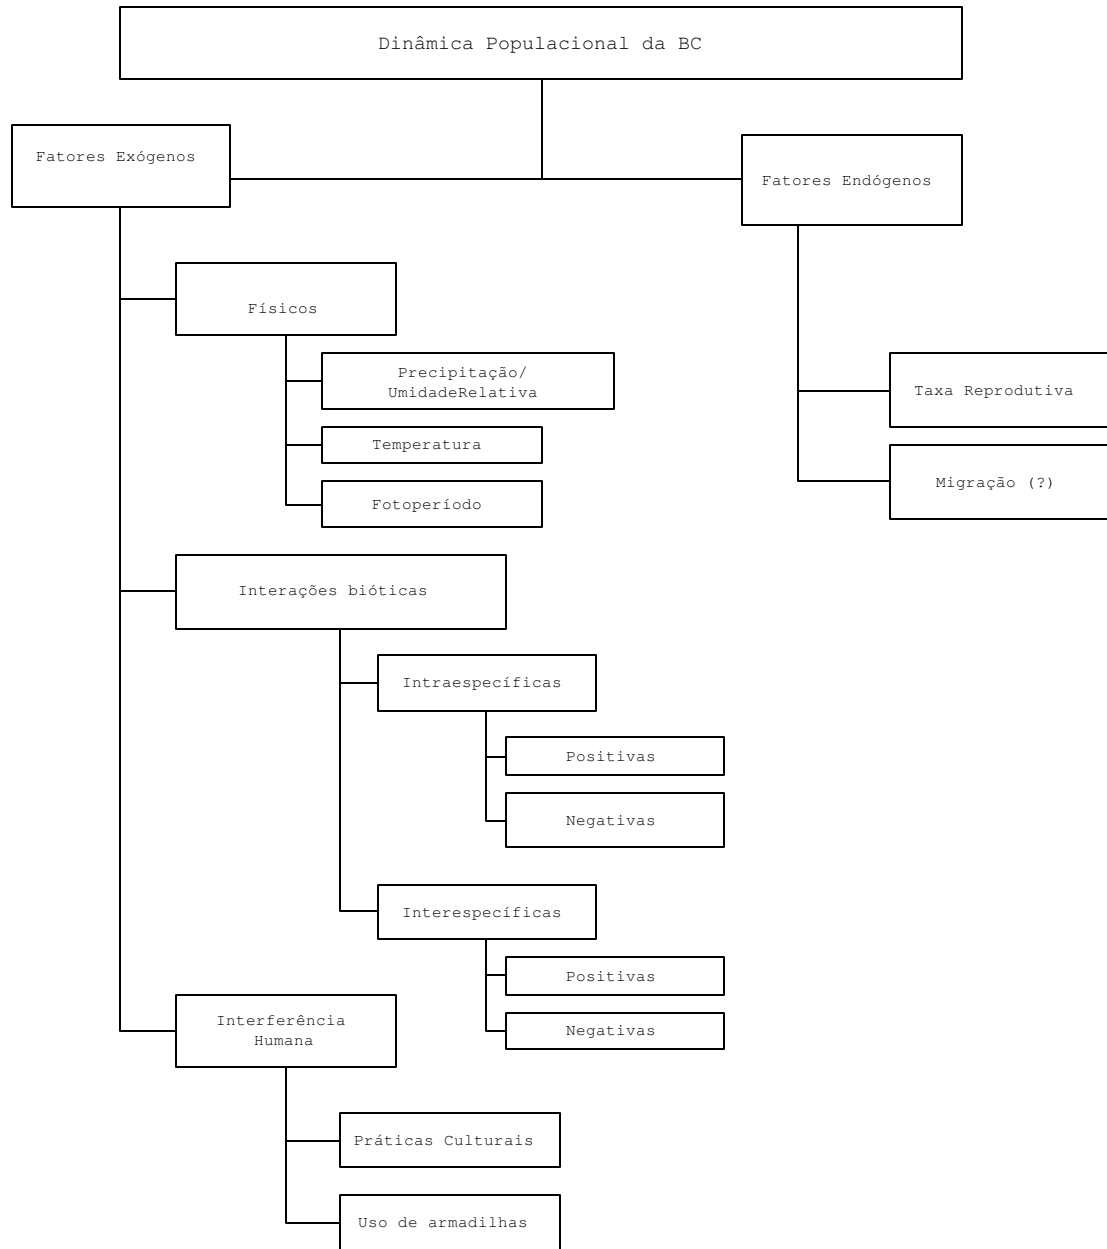 Dinâmica Populacional da BC
Fatores Exógenos
Fatores Endógenos
Físicos
Precipitação/
UmidadeRelativa
Temperatura
Fotoperíodo
Taxa Reprodutiva
Migração (?)
Interações bióticas
Intraespecíficas
Positivas
Negativas
Interespecíficas
Positivas
Negativas
Interferência
Humana
Práticas Culturais
Uso de armadilhas